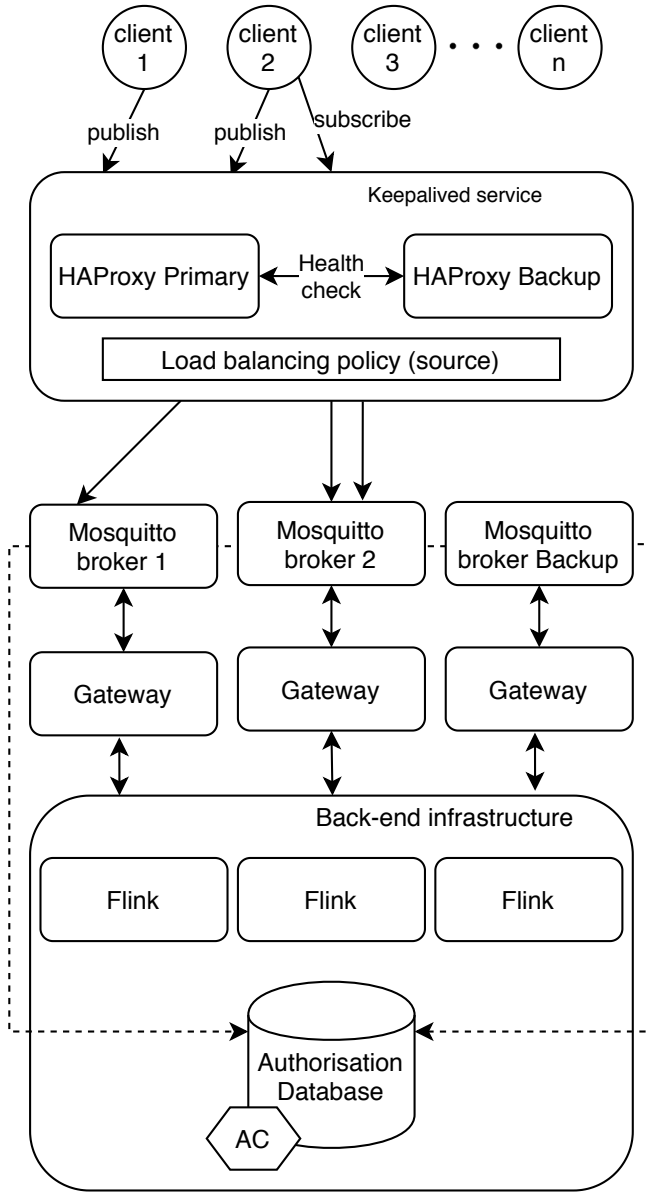 client
1
client
2
client
3
client
n
publish
publish
subscribe
Keepalived service
HAProxy Primary
Health
check
HAProxy Backup
Load balancing policy (source)
Mosquitto
broker 1
Mosquitto
broker 2
Mosquitto
broker Backup
Gateway
Gateway
Gateway
Back-end infrastructure
Flink
Flink
Flink
Authorisation
Database
AC